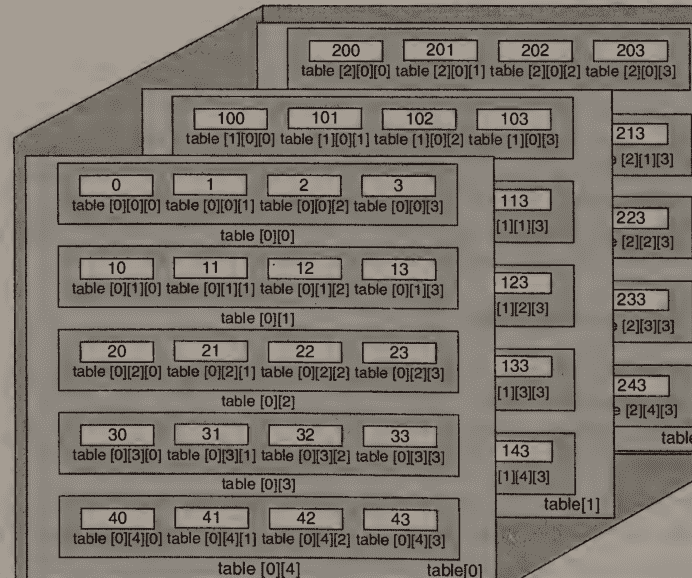 200 201 202 203
table [2][0][0] table [2][0][1] table [2][0][2] table [2][0][3]
100 101 102 103
table [1][0][0] table [1][0][1] table [1][0][2] table [1][0][3]
213
[2][1][3]
0 1 2 3
table [0][0][0] table [0][0][1] table [0][0][2] table [0][0][3]
table [0][0]
113
[1][1][3]
223
[2][2][3]
10 11 12 13
table [0][1][0] table [0][1][1] table [0][1][2] table [0][1][3]
table [0][1]
123
[1][2][3]
233
[2][3][3]
20 21 22 23
table [0][2][0] table [0][2][1] table [0][2][2] table [0][2][3]
table [0][2]
133
[1][3][3]
243
[2][4][3]
table
30 31 32 33
table [0][3][0] table [0][3][1] table [0][3][2] table [0][3][3]
table [0][3]
143
[1][4][3]
table[1]
40 41 42 43
table [0][4][0] table [0][4][1] table [0][4][2] table [0][4][3]
table [0][4]
table[0]